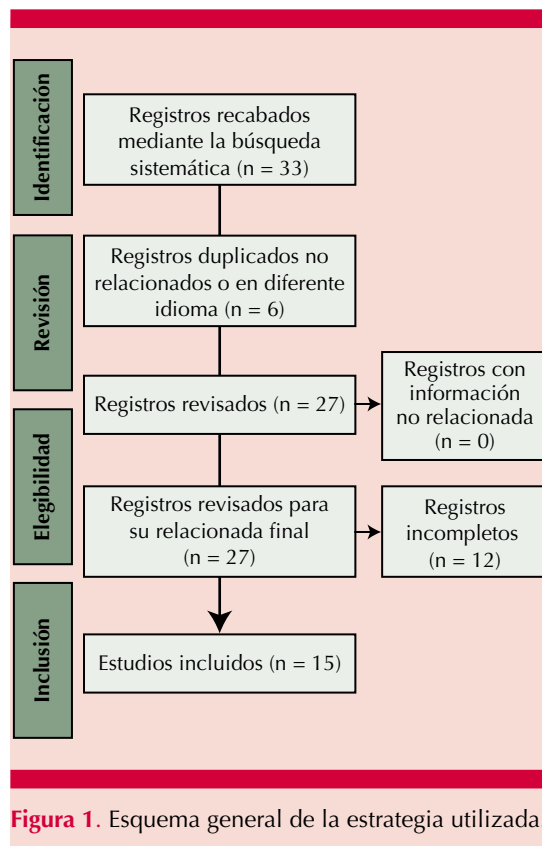 Identificación
Registros recabados
mediante la búsqueda
sistemática (n = 33)
Revisión
Registros duplicados no
relacionados o en diferente
idioma (n = 6)
Registros revisados (n = 27)
Registros con
información
no relacionada
(n = 0)
Elegibilidad
Registros revisados para
su relacionada final
(n = 27)
Registros
incompletos
(n = 12)
Inclusión
Estudios incluidos (n = 15)
Figura 1. Esquema general de la estrategia utilizada